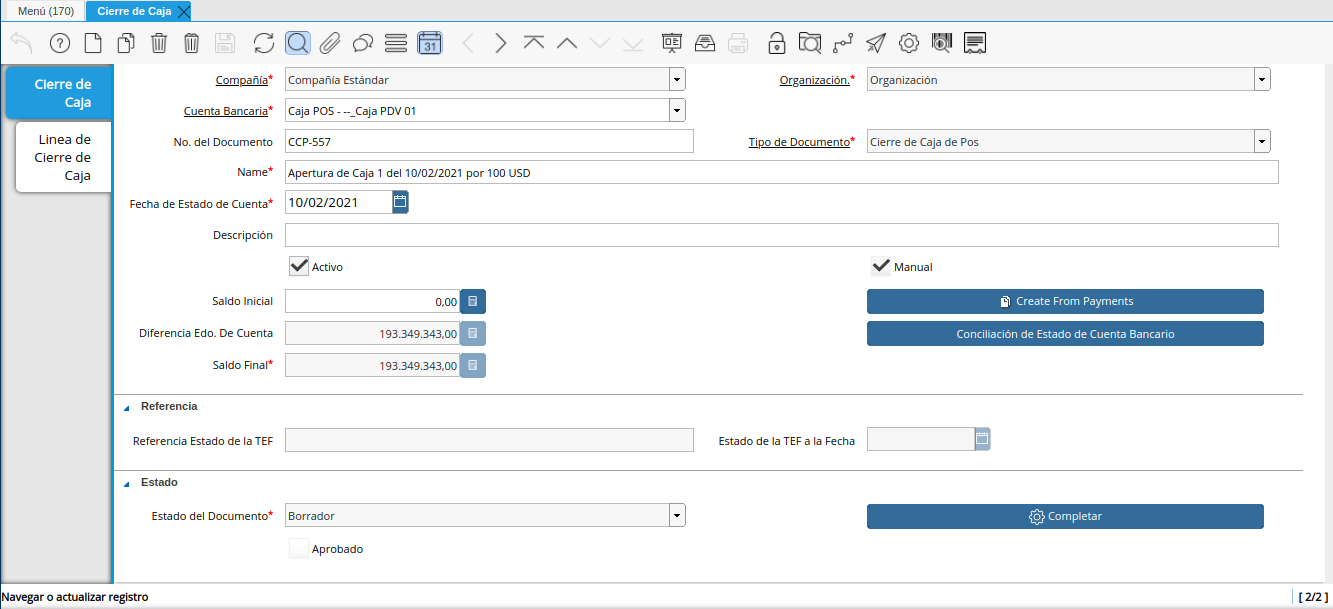 Menú (170) Cierre de Caja
31
Cierre de
Caja
Linea de
Cierre de
Caja
Compañía* Compañía Estándar Organización.* Organización
Cuenta Bancaria* Caja POS - --_Caja PDV 01
No. del Documento CCP-557 Tipo de Documento* Cierre de Caja de Pos
Name* Apertura de Caja 1 del 10/02/2021 por 100 USD
Fecha de Estado de Cuenta* 10/02/2021
Descripción
Activo Manual
Saldo Inicial 0,00 Create From Payments
Diferencia Edo. De Cuenta 193.349.343,00 Conciliación de Estado de Cuenta Bancario
Saldo Final* 193.349.343,00
Referencia
Referencia Estado de la TEF Estado de la TEF a la Fecha
Estado
Estado del Documento* Borrador Completar
Aprobado
Navegar o actualizar registro [ 2/2 ]